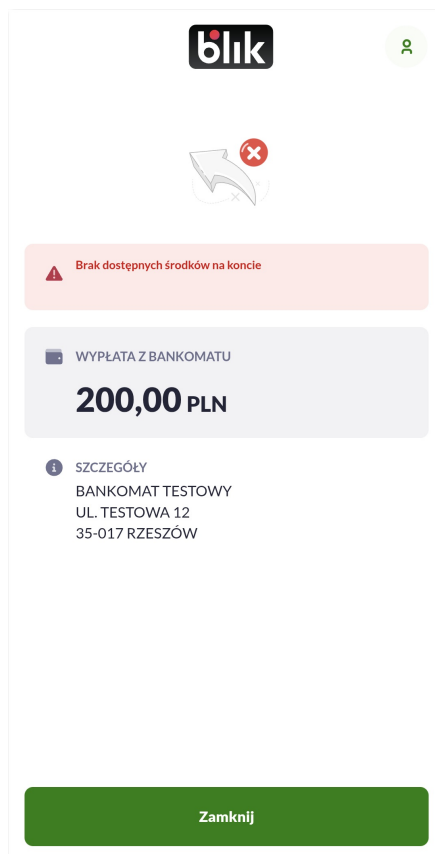 blik
Brak dostępnych środków na koncie
WYPŁATA Z BANKOMATU
200,00 PLN
SZCZEGÓŁY
BANKOMAT TESTOWY
UL. TESTOWA 12
35-017 RZESZÓW
Zamknij